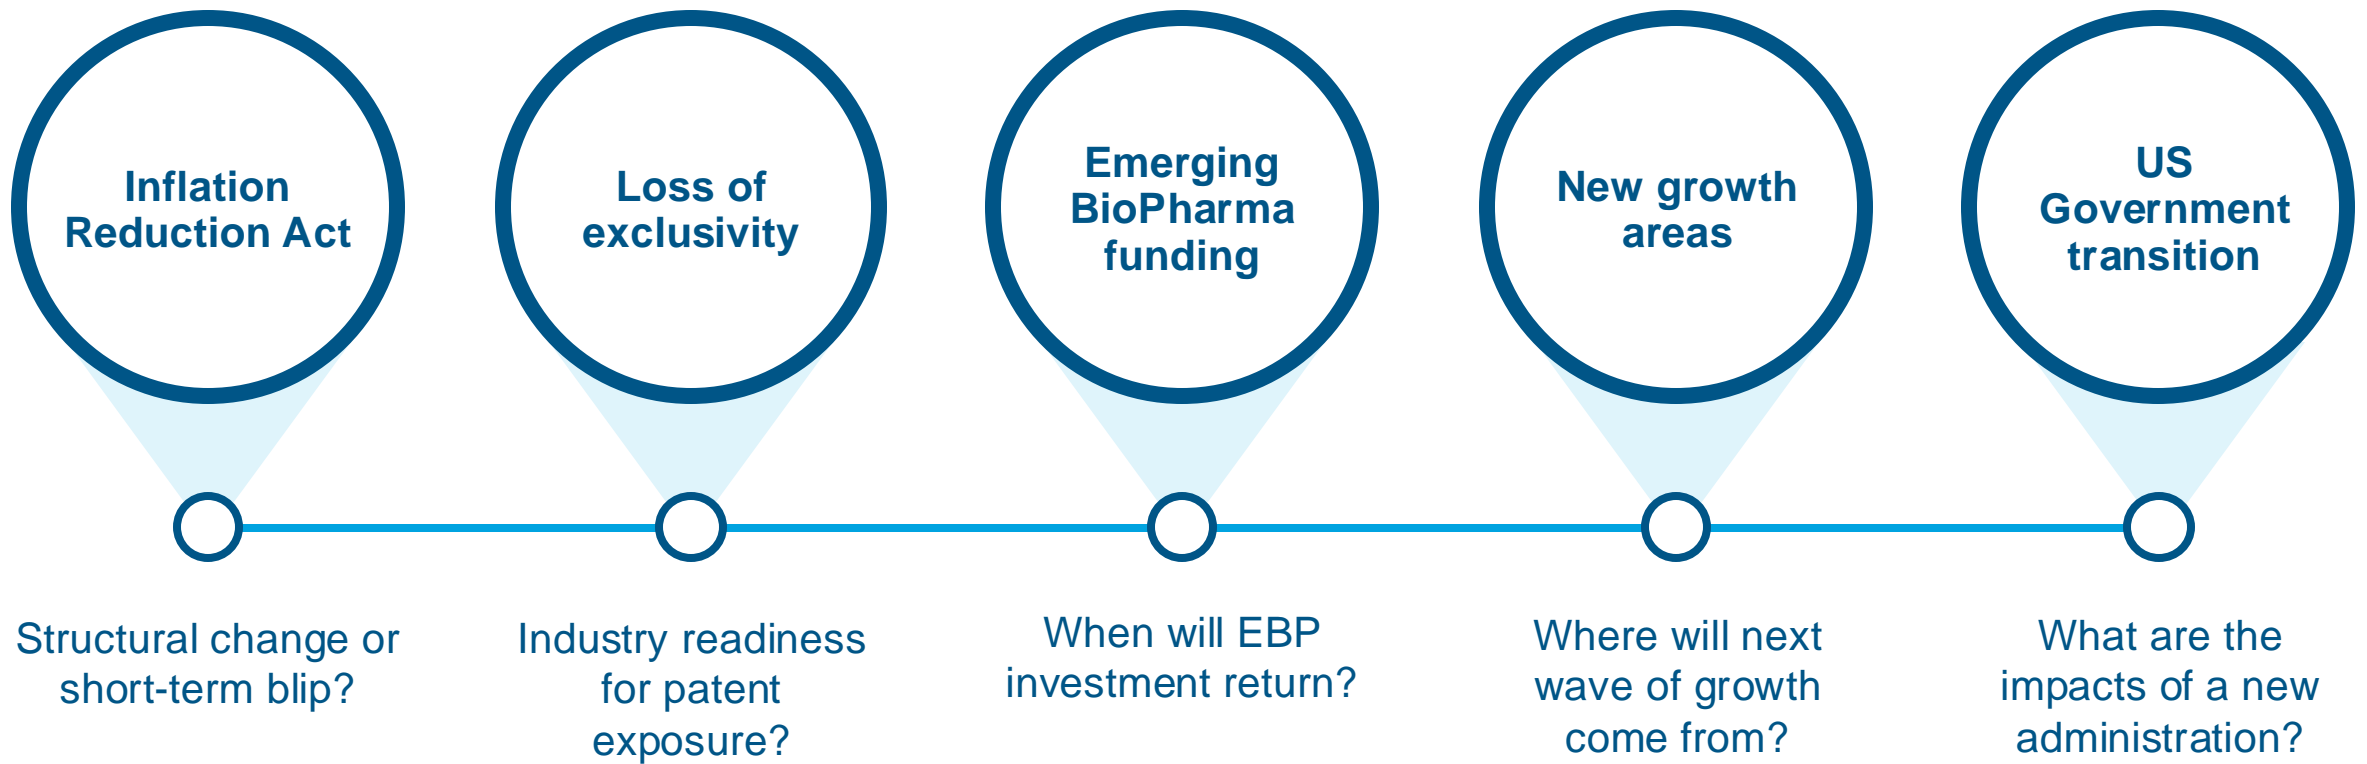 Inflation
Reduction Act
Loss of
exclusivity
Emerging
BioPharma
funding
New growth
areas
US
Government
transition
Structural change or
short-term blip?
Industry readiness
for patent
exposure?
When will EBP
investment return?
Where will next
wave of growth
come from?
What are the
impacts of a new
administration?